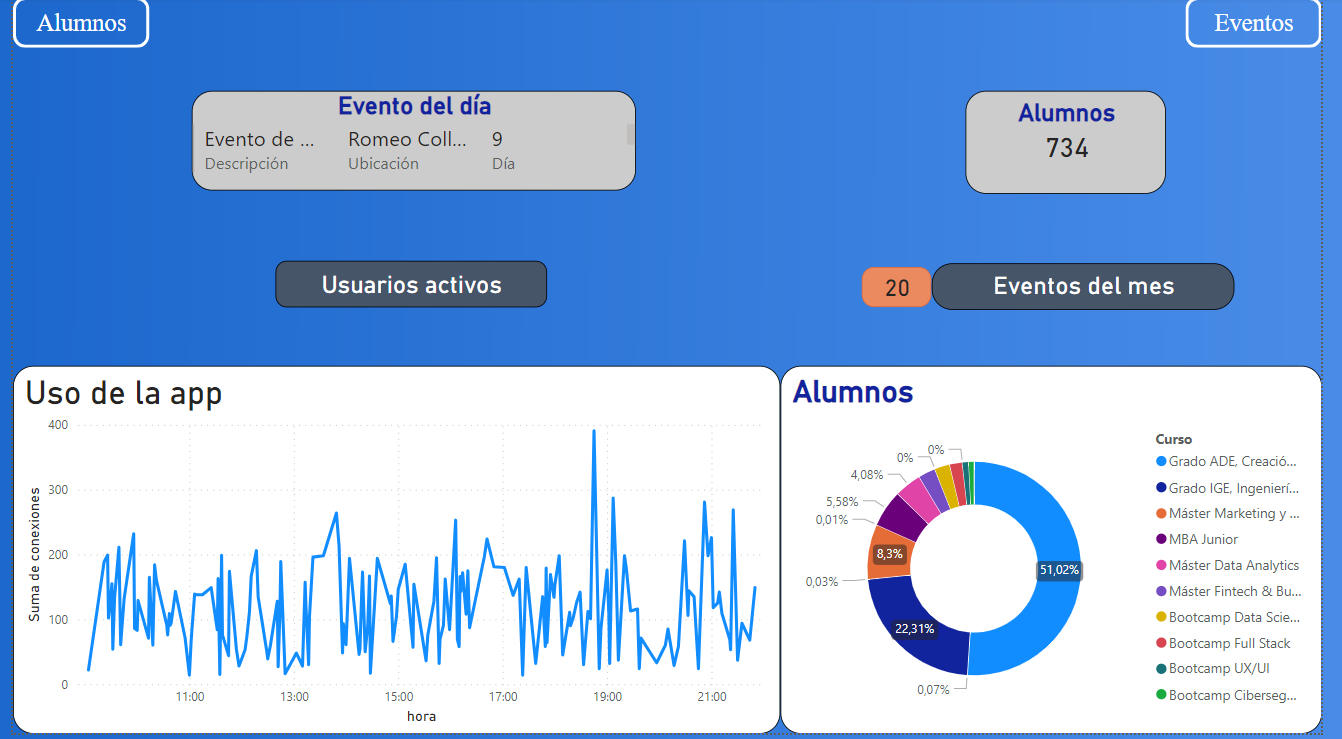 Alumnos
Eventos
Evento del día
Evento de ...
Romeo Coll...
9
Descripción
Ubicación
Día
Alumnos
734
Usuarios activos
20
Eventos del mes
Uso de la app
Suma de conexiones
400
300
200
100
0
11:00
13:00
15:00
17:00
19:00
21:00
hora
Alumnos
0%
0%
4,08%
5,58%
0,01%
8,3%
0,03%
51,02%
22,31%
0,07%
Curso
Grado ADE, Creació...
Grado IGE, Ingenierí...
Máster Marketing y ...
MBA Junior
Máster Data Analytics
Máster Fintech & Bu...
Bootcamp Data Scie...
Bootcamp Full Stack
Bootcamp UX/UI
Bootcamp Ciberseg...